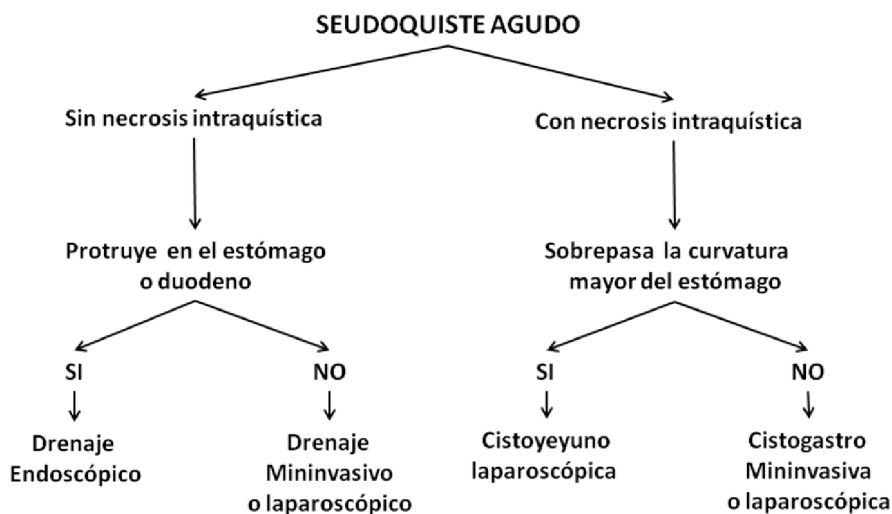 SEUDOQUISTE AGUDO
Sin necrosis intraquística
Con necrosis intraquística
Protruye en el estómago
o duodeno
Sobrepasa la curvatura
mayor del estómago
SI
NO
SI
NO
Drenaje
Endoscópico
Drenaje
Mininvasivo
o laparoscópico
Cistoyeyuno
laparoscópica
Cistogastro
Mininvasiva
o laparoscópica